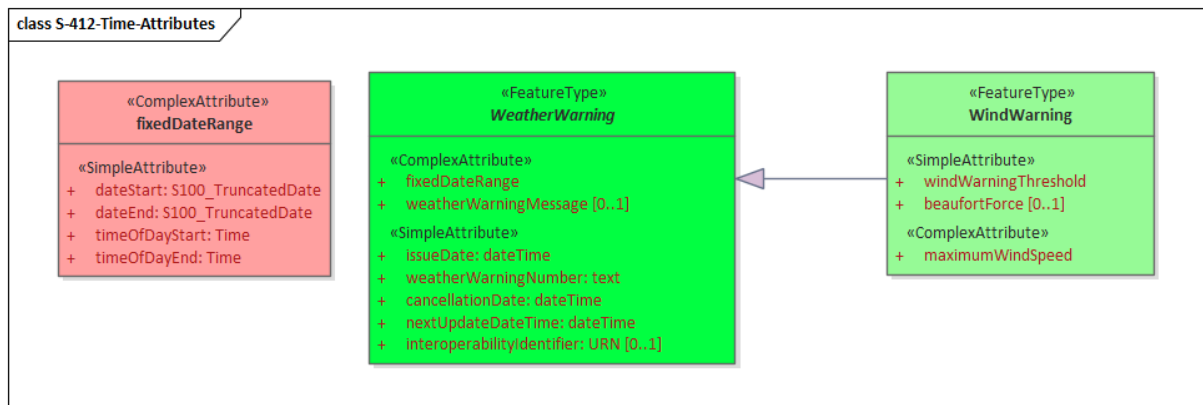 class S-412-Time-Attributes
«ComplexAttribute»
fixedDateRange
«SimpleAttribute»
+ dateStart: S100_TruncatedDate
+ dateEnd: S100_TruncatedDate
+ timeOfDayStart: Time
+ timeOfDayEnd: Time
«FeatureType»
WeatherWarning
«ComplexAttribute»
+ fixedDateRange
+ weatherWarningMessage [0..1]
«SimpleAttribute»
+ issueDate: dateTime
+ weatherWarningNumber: text
+ cancellationDate: dateTime
+ nextUpdateDateTime: dateTime
+ interoperabilityIdentifier: URN [0..1]
«FeatureType»
WindWarning
«SimpleAttribute»
+ windWarningThreshold
+ beaufortForce [0..1]
«ComplexAttribute»
+ maximumWindSpeed